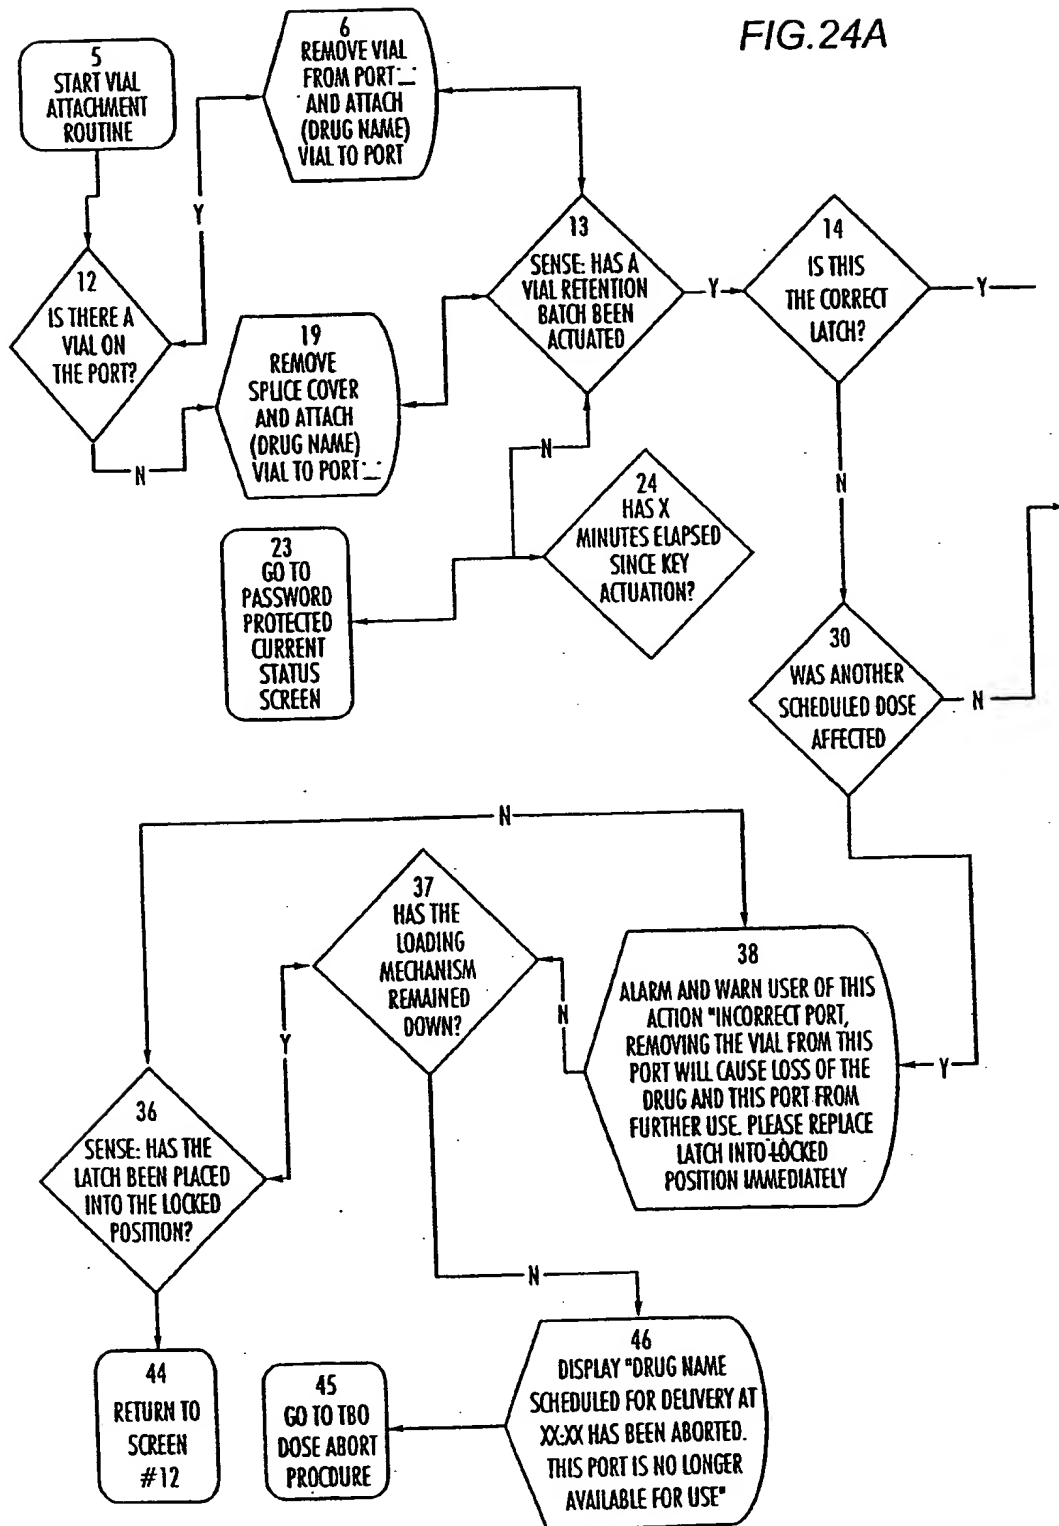 FIG.24A
5
START VIAL
ATTACHMENT
ROUTINE
6
REMOVE VIAL
FROM PORT:_:
AND ATTACH
(DRUG NAME)
VIAL TO PORT
Y
12
IS THERE A
VIAL ON
THE PORT?
N
19
REMOVE
SPLICE COVER
AND ATTACH
(DRUG NAME)
VIAL TO PORT:_:
13
SENSE: HAS A
VIAL RETENTION
BATCH BEEN
ACTUATED
Y
14
IS THIS
THE CORRECT
LATCH?
Y
N
N
24
HAS X
MINUTES ELAPSED
SINCE KEY
ACTUATION?
23
GO TO
PASSWORD
PROTECTED
CURRENT
STATUS
SCREEN
30
WAS ANOTHER
SCHEDULED DOSE
AFFECTED
N
N
37
HAS THE
LOADING
MECHANISM
REMAINED
DOWN?
N
Y
38
ALARM AND WARN USER OF THIS
ACTION "INCORRECT PORT,
REMOVING THE VIAL FROM THIS
PORT WILL CAUSE LOSS OF THE
DRUG AND THIS PORT FROM
FURTHER USE. PLEASE REPLACE
LATCH INTO LOCKED
POSITION IMMEDIATELY
Y
36
SENSE: HAS THE
LATCH BEEN PLACED
INTO THE LOCKED
POSITION?
N
44
RETURN TO
SCREEN
#12
45
GO TO TBO
DOSE ABORT
PROCDURE
46
DISPLAY "DRUG NAME
SCHEDULED FOR DELIVERY AT
XX:XX HAS BEEN ABORTED.
THIS PORT IS NO LONGER
AVAILABLE FOR USE"